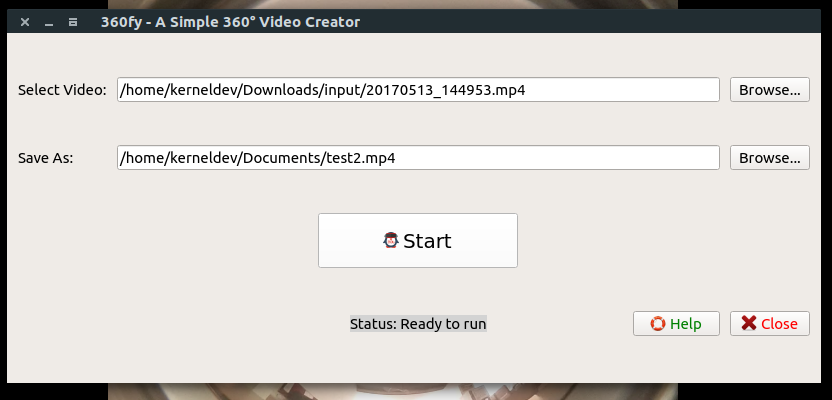 360fy - A Simple 360° Video Creator
Select Video: /home/kerneldev/Downloads/input/20170513_144953.mp4 Browse...
Save As: /home/kerneldev/Documents/test2.mp4 Browse...
Start
Status: Ready to run Help Close